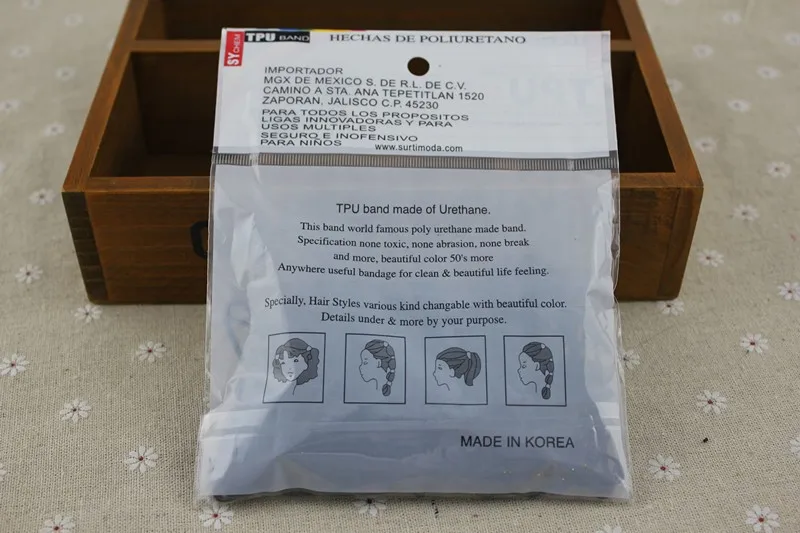 SY CHEM
TPU BAND
HECHAS DE POLIURETANO
IMPORTADOR
MGX DE MEXICO S. DE R.L. DE C.V.
CAMINO A STA. ANA TEPETITLAN 1520
ZAPORAN, JALISCO C.P. 45230
PARA TODOS LOS PROPOSITOS
LIGAS INNOVADORAS Y PARA
USOS MULTIPLES
SEGURO E INOFENSIVO
PARA NIÑOS
www.surtimoda.com
TPU band made of Urethane.
This band world famous poly urethane made band.
Specification none toxic, none abrasion, none break
and more, beautiful color 50's more
Anywhere useful bandage for clean & beautiful life feeling.
Specially, Hair Styles various kind changable with beautiful color.
Details under & more by your purpose.
MADE IN KOREA